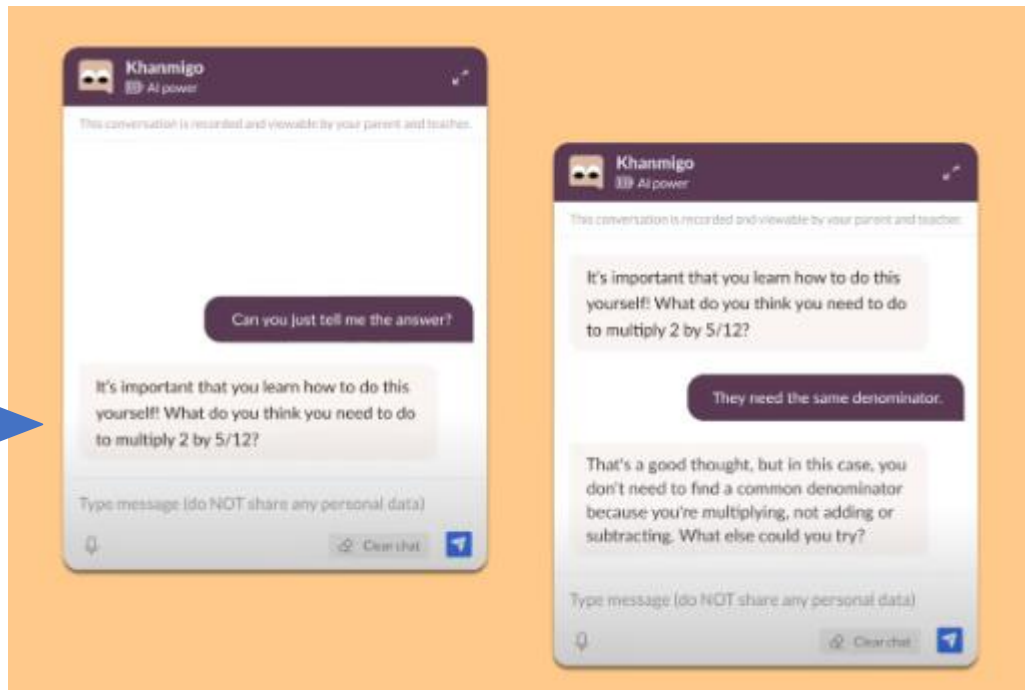 Khanmigo
AI power
This conversation is recorded and viewable by your parent and teacher.
Can you just tell me the answer?
It's important that you learn how to do this
yourself! What do you think you need to do
to multiply 2 by 5/12?
Type message (do NOT share any personal data)
Clear chat
Khanmigo
AI power
This conversation is recorded and viewable by your parent and teacher.
It's important that you learn how to do this
yourself! What do you think you need to do
to multiply 2 by 5/12?
They need the same denominator.
That's a good thought, but in this case, you
don't need to find a common denominator
because you're multiplying, not adding or
subtracting. What else could you try?
Type message (do NOT share any personal data)
Clear chat